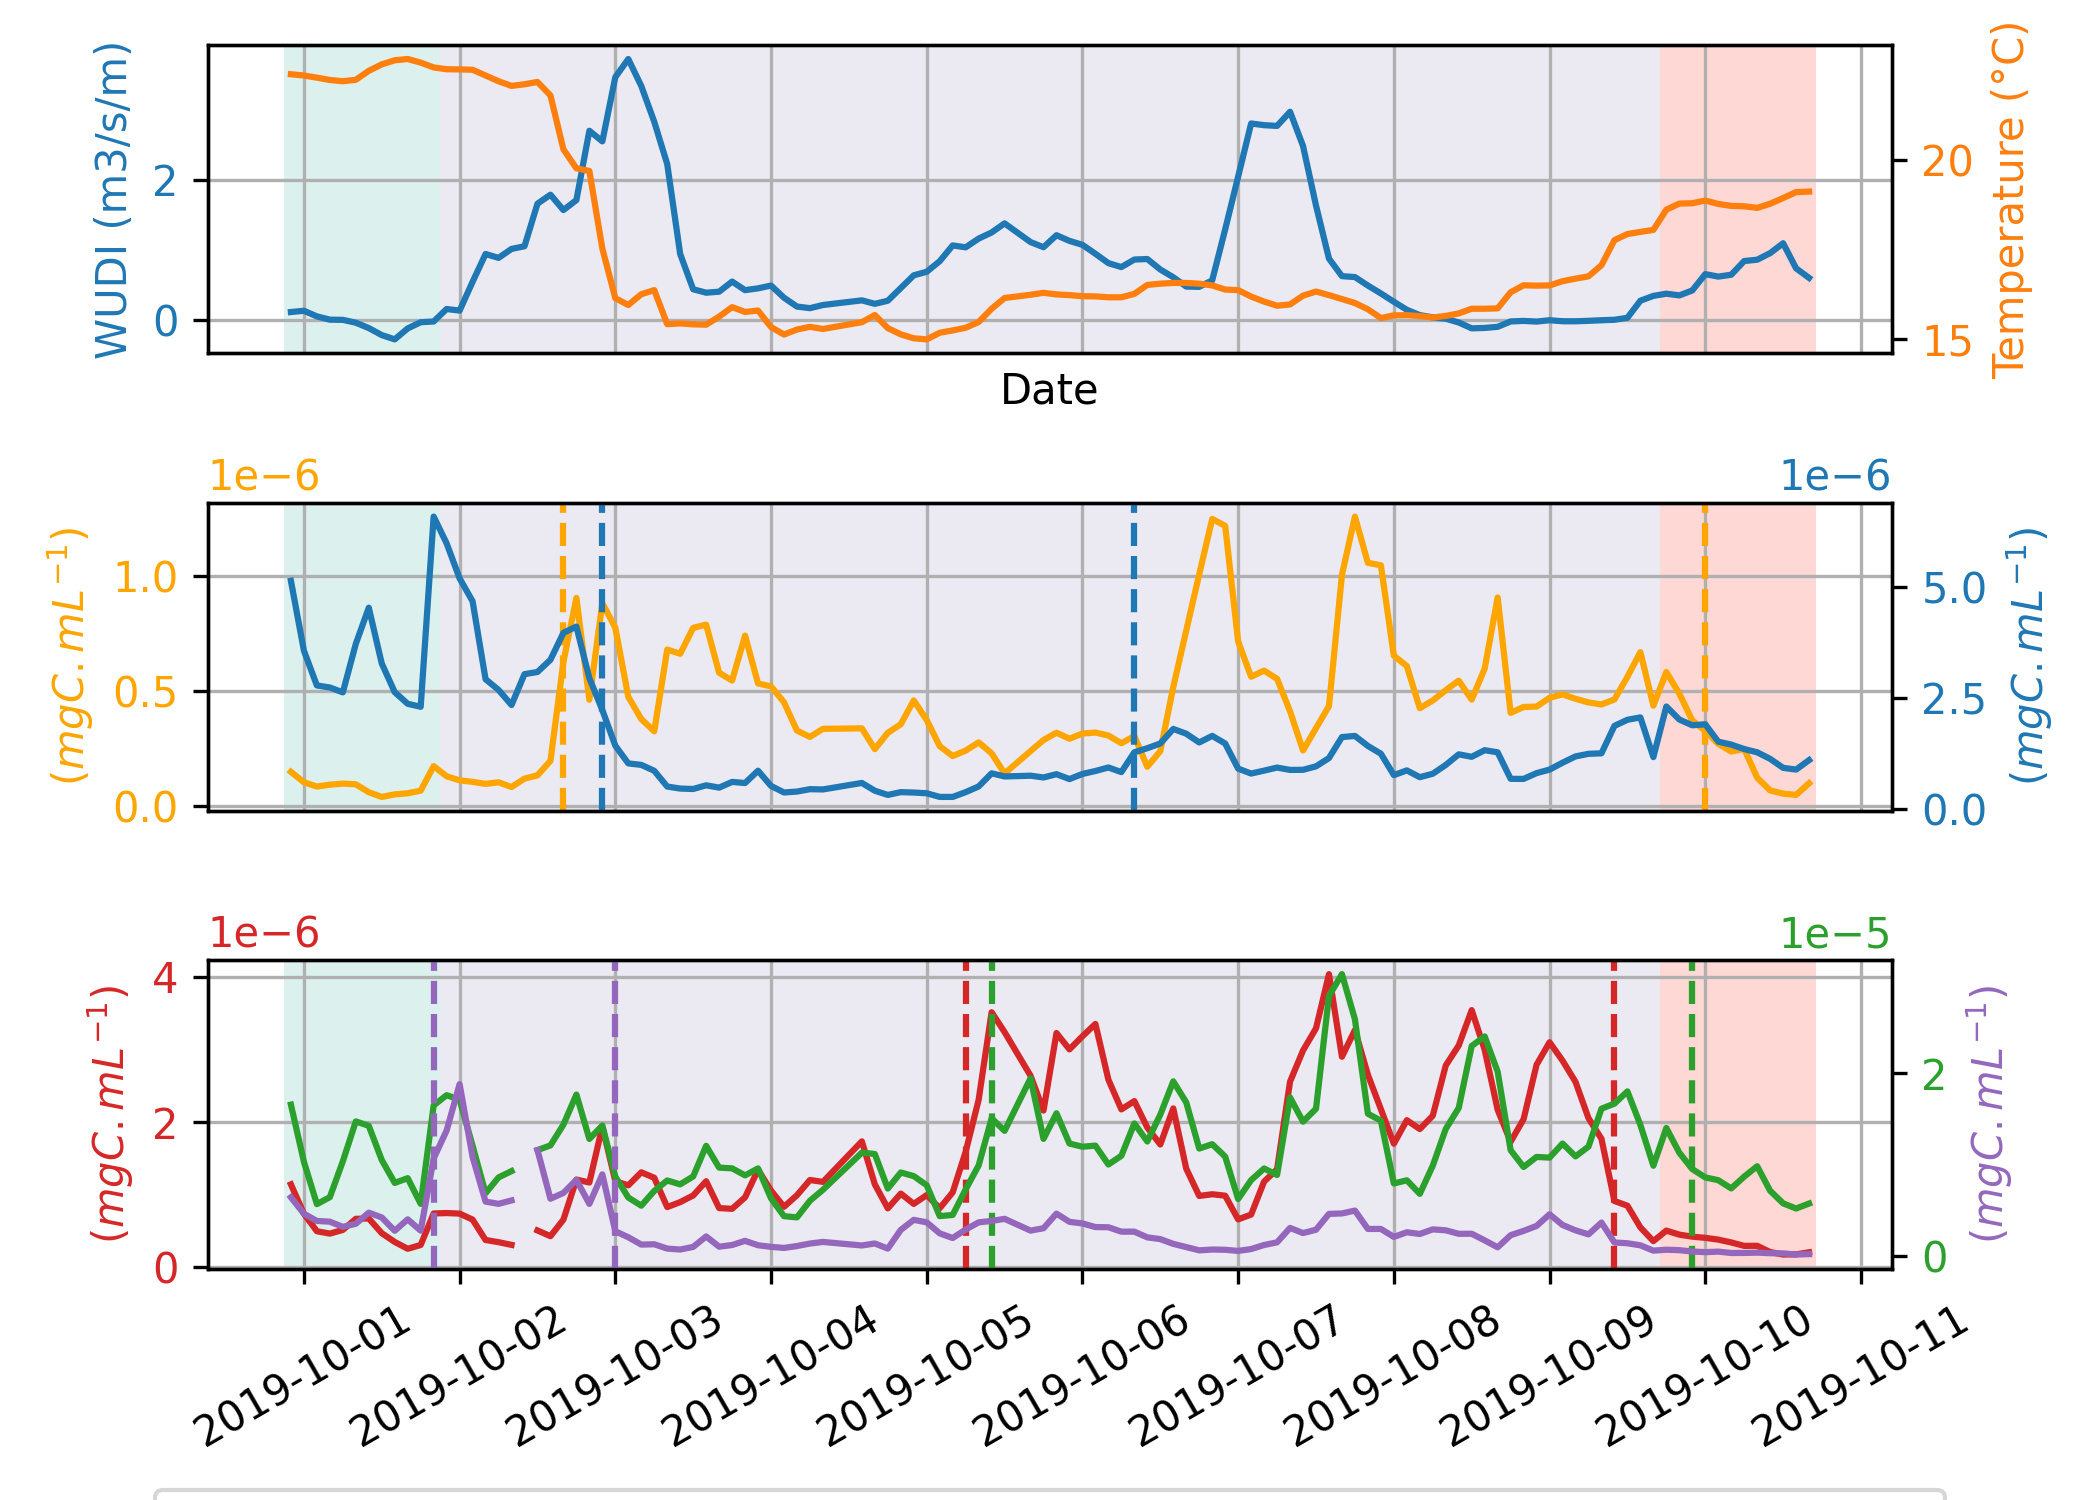 WUDI (m3/s/m)
2
0
20
15
Temperature (°C)
Date
1e−6
1e−6
(mgC.mL⁻¹)
1.0
0.5
0.0
5.0
2.5
0.0
(mgC.mL⁻¹)
1e−6
1e−5
(mgC.mL⁻¹)
4
2
0
2
0
(mgC.mL⁻¹)
2019-10-01
2019-10-02
2019-10-03
2019-10-04
2019-10-05
2019-10-06
2019-10-07
2019-10-08
2019-10-09
2019-10-10
2019-10-11